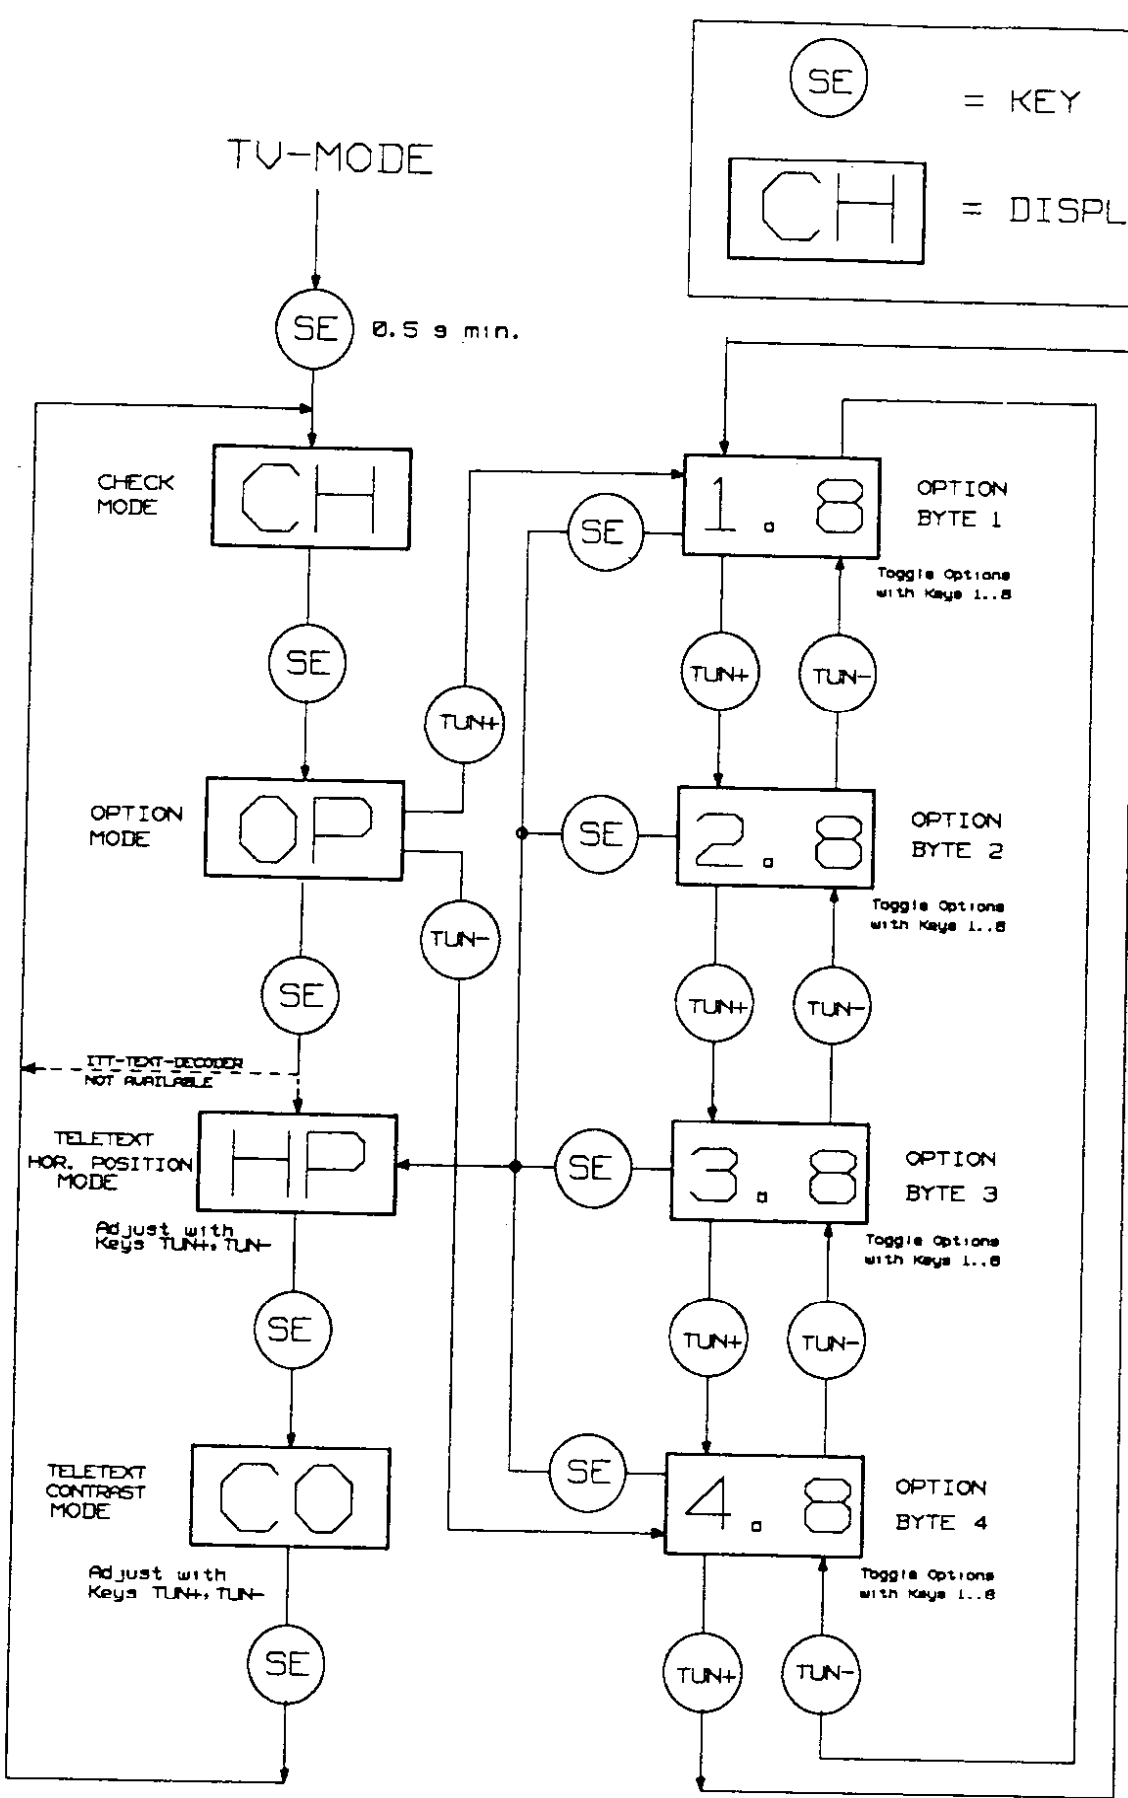 SE
= KEY
CH
= DISPL
TV-MODE
SE
0.5 s min.
CHECK
MODE
CH
SE
OPTION
MODE
OP
TUN+
TUN-
SE
ITT-TEXT-DECODER
NOT AVAILABLE
TELETEXT
HOR. POSITION
MODE
HP
Adjust with
Keys TUN+, TUN-
SE
TELETEXT
CONTRAST
MODE
CO
Adjust with
Keys TUN+, TUN-
SE
SE
1. 8
OPTION
BYTE 1
Toggle Options
with Keys 1..8
TUN+
TUN-
SE
2. 8
OPTION
BYTE 2
Toggle Options
with Keys 1..8
TUN+
TUN-
SE
3. 8
OPTION
BYTE 3
Toggle Options
with Keys 1..8
TUN+
TUN-
SE
4. 8
OPTION
BYTE 4
Toggle Options
with Keys 1..8
TUN+
TUN-